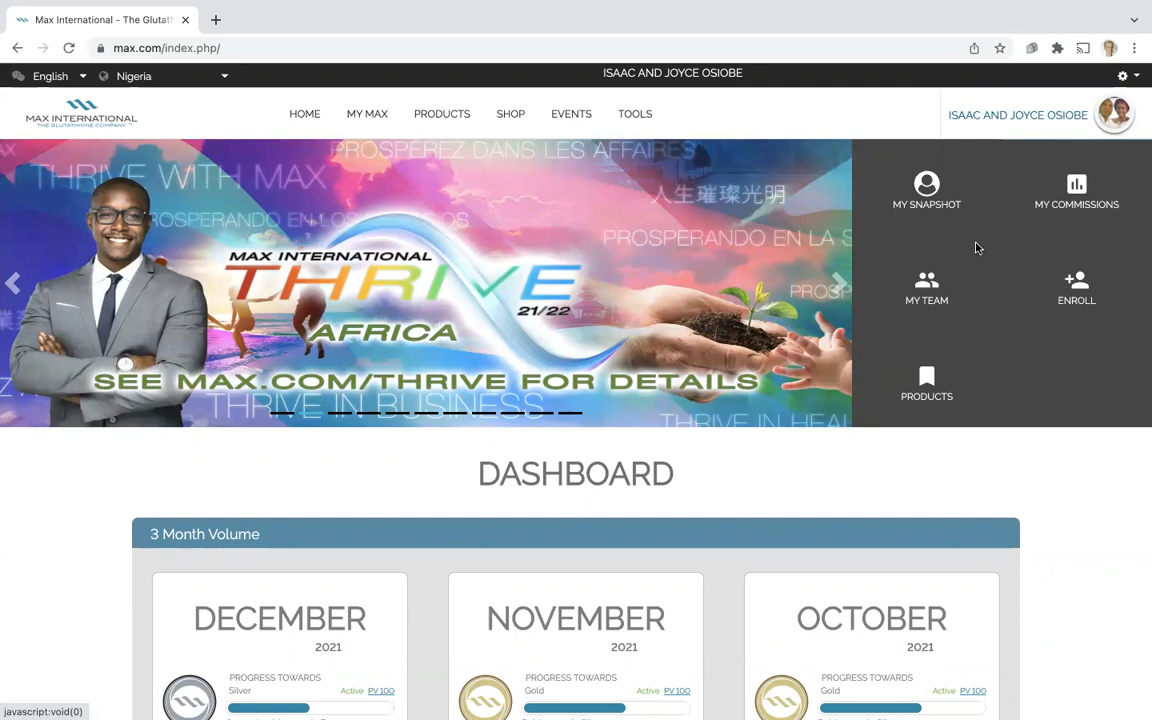 Max International - The Glutath
max.com/index.php/
English
Nigeria
ISAAC AND JOYCE OSIOBE
MAX INTERNATIONAL
THE GLUTATHIONE COMPANY
HOME
MY MAX
PRODUCTS
SHOP
EVENTS
TOOLS
ISAAC AND JOYCE OSIOBE
PROSPÉREZ DANS LES AFFAIRES
THRIVE WITH MAX
人生璀璨光明
PROSPERANDO EN LOS
PROSPERANDO EN LA S
MAX INTERNATIONAL
THRIVE
21/22
AFRICA
SEE MAX.COM/THRIVE FOR DETAILS
THRIVE IN BUSINESS
THRIVE IN HEAL
MY SNAPSHOT
MY COMMISSIONS
MY TEAM
ENROLL
PRODUCTS
DASHBOARD
3 Month Volume
DECEMBER
2021
PROGRESS TOWARDS
Silver
Active PV 100
NOVEMBER
2021
PROGRESS TOWARDS
Gold
Active PV 100
OCTOBER
2021
PROGRESS TOWARDS
Gold
Active PV 100
javascript:void(0)